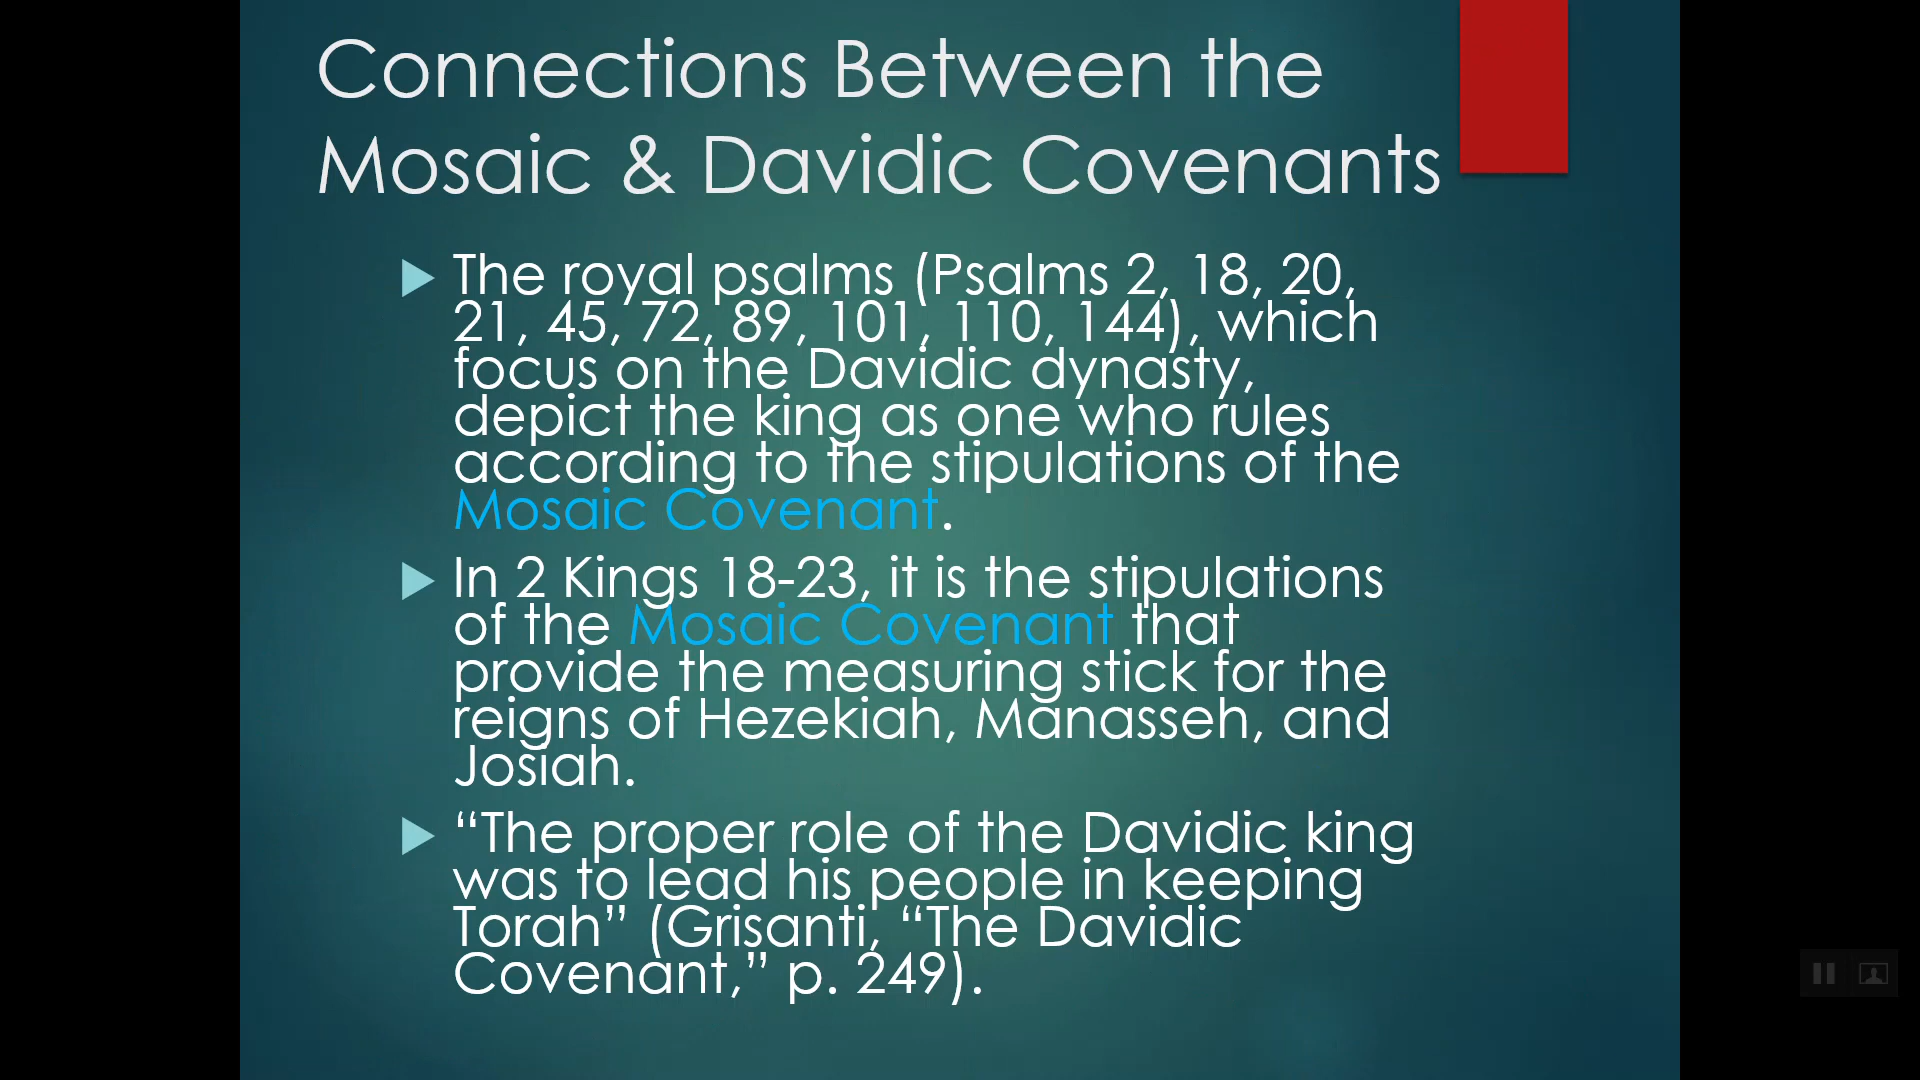 Connections Between the
Mosaic & Davidic Covenants
The royal psalms (Psalms 2, 18, 20,
21, 45, 72, 89, 101, 110, 144), which
focus on the Davidic dynasty,
depict the king as one who rules
according to the stipulations of the
Mosaic Covenant.
In 2 Kings 18-23, it is the stipulations
of the Mosaic Covenant that
provide the measuring stick for the
reigns of Hezekiah, Manasseh, and
Josiah.
“The proper role of the Davidic king
was to lead his people in keeping
Torah” (Grisanti, “The Davidic
Covenant,” p. 249).